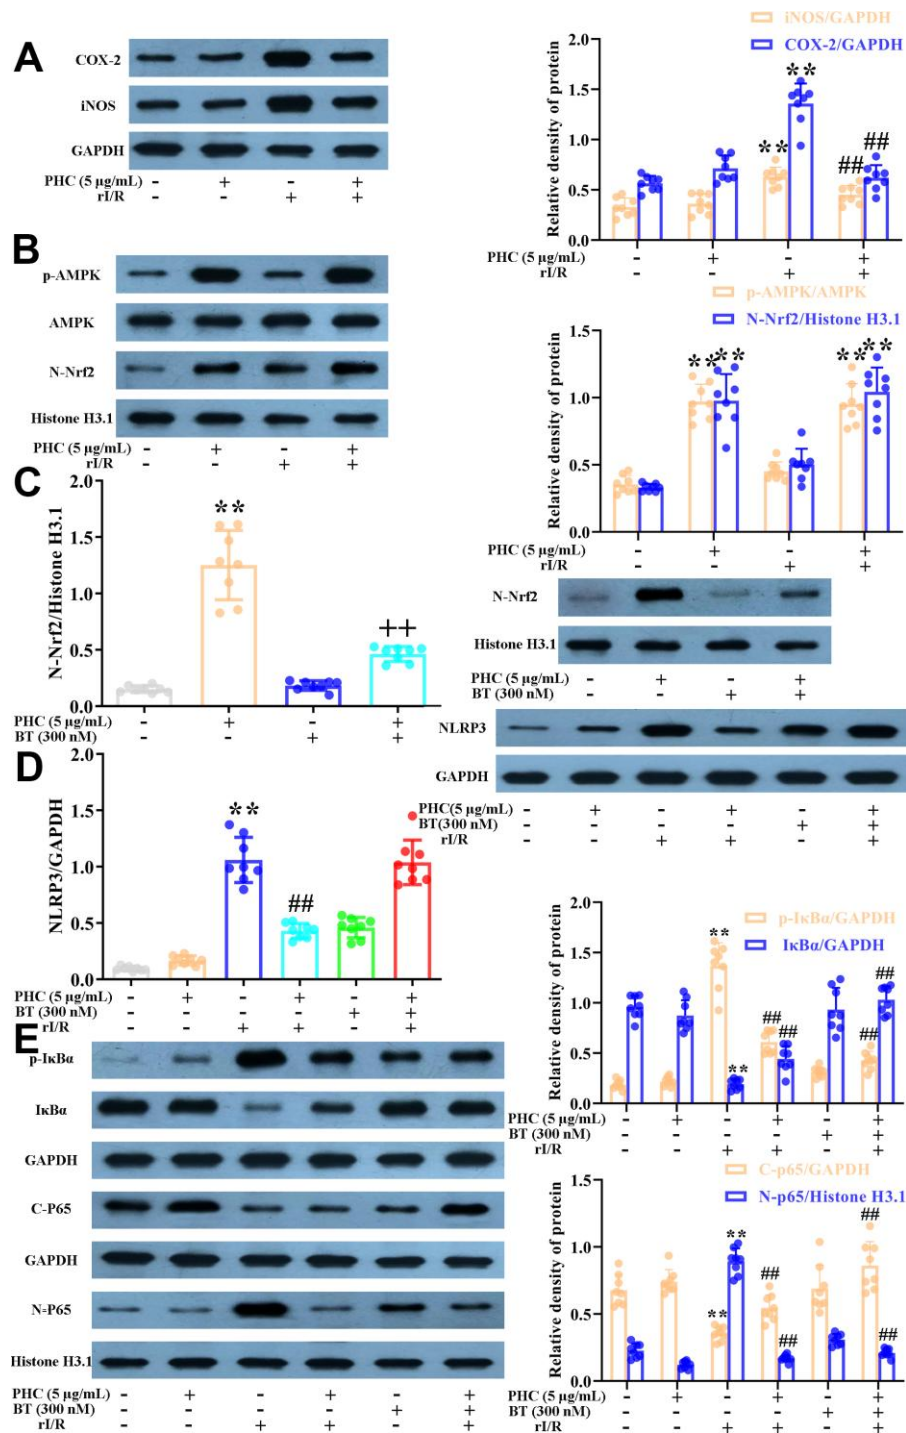 A
COX-2
iNOS
GAPDH
PHC (5 μg/mL) - + - +
rI/R - - + +
iNOS/GAPDH
COX-2/GAPDH
Relative density of protein
2.0
1.5
1.0
0.5
0.0
**
**
##
##
PHC (5 μg/mL) - + - +
rI/R - - + +
B
p-AMPK
AMPK
N-Nrf2
Histone H3.1
PHC (5 μg/mL) - + - +
rI/R - - + +
p-AMPK/AMPK
N-Nrf2/Histone H3.1
Relative density of protein
1.5
1.0
0.5
0.0
** **
** **
PHC (5 μg/mL) - + - +
rI/R - - + +
C
N-Nrf2/Histone H3.1
2.0
1.5
1.0
0.5
0.0
**
++
PHC (5 μg/mL) - + - +
BT (300 nM) - - + +
N-Nrf2
Histone H3.1
PHC (5 μg/mL) - + - +
BT (300 nM) - - + +
D
NLRP3/GAPDH
2.0
1.5
1.0
0.5
0.0
**
##
PHC (5 μg/mL) - + - + - +
BT (300 nM) - - - - + +
rI/R - - + + - +
NLRP3
GAPDH
PHC(5 μg/mL) - + - + - +
BT(300 nM) - - - - + +
rI/R - - + + - +
E
p-IκBα
IκBα
GAPDH
C-P65
GAPDH
N-P65
Histone H3.1
PHC (5 μg/mL) - + - + - +
BT (300 nM) - - - - + +
rI/R - - + + - +
p-IκBα/GAPDH
IκBα/GAPDH
Relative density of protein
2.0
1.5
1.0
0.5
0.0
**
**
##
##
##
##
PHC (5 μg/mL) - + - + - +
BT (300 nM) - - - - + +
rI/R - - + + - +
C-p65/GAPDH
N-p65/Histone H3.1
Relative density of protein
1.5
1.0
0.5
0.0
**
**
##
##
##
##
PHC (5 μg/mL) - + - + - +
BT (300 nM) - - - - + +
rI/R - - + + - +